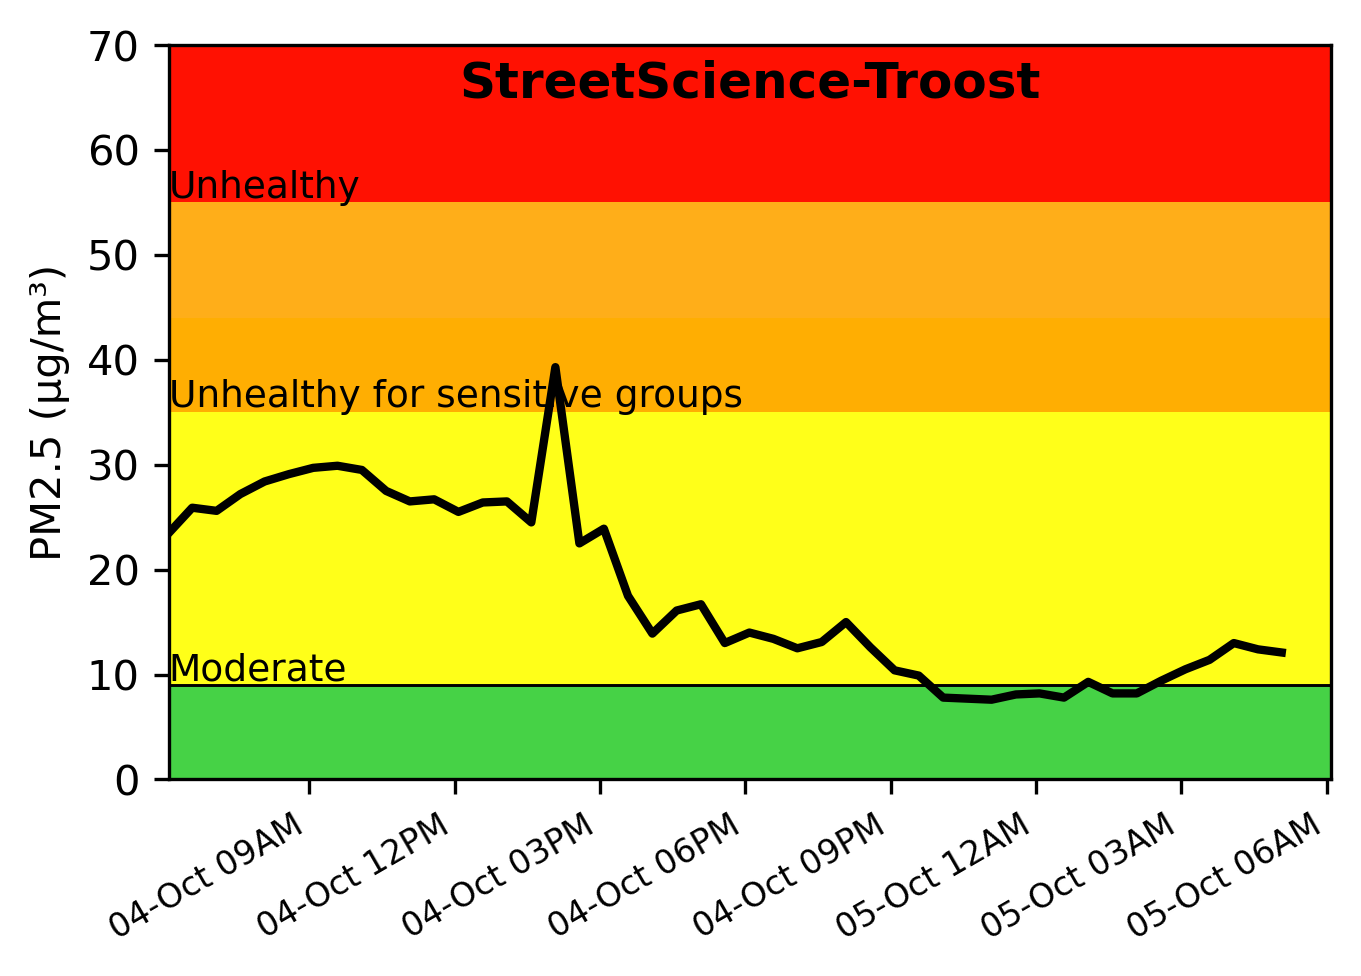 StreetScience-Troost
PM2.5 (µg/m³)
70
60
50
40
30
20
10
0
Unhealthy
Unhealthy for sensitive groups
Moderate
04-Oct 09AM
04-Oct 12PM
04-Oct 03PM
04-Oct 06PM
04-Oct 09PM
05-Oct 12AM
05-Oct 03AM
05-Oct 06AM